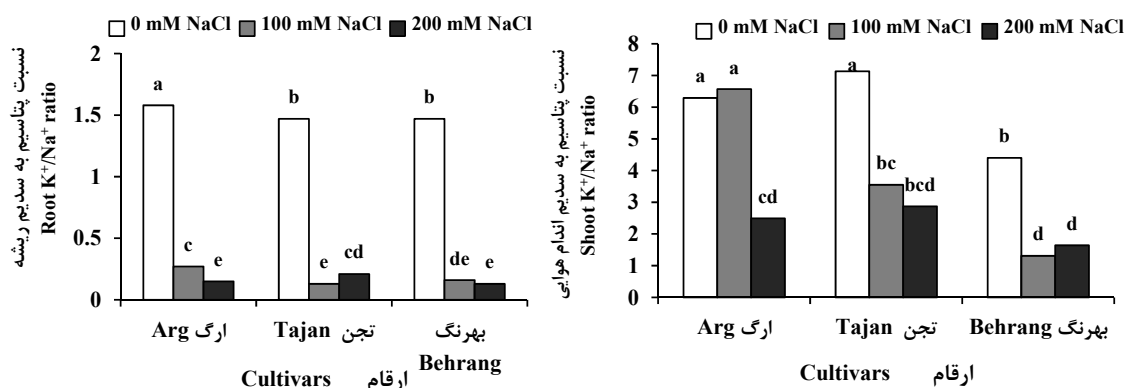 0 mM NaCl 100 mM NaCl 200 mM NaCl
نسبت پتاسیم به سدیم ریشه
Root K⁺/Na⁺ ratio
2
1.5
1
0.5
0
a
c
e
b
e
cd
b
de
e
Arg ارگ
Tajan تجن
بهرنگ
Behrang
Cultivars ارقام
0 mM NaCl 100 mM NaCl 200 mM NaCl
نسبت پتاسیم به سدیم اندام هوایی
Shoot K⁺/Na⁺ ratio
8
7
6
5
4
3
2
1
0
a
a
cd
a
bc
bcd
b
d
d
Arg ارگ
Tajan تجن
Behrang بهرنگ
Cultivars ارقام